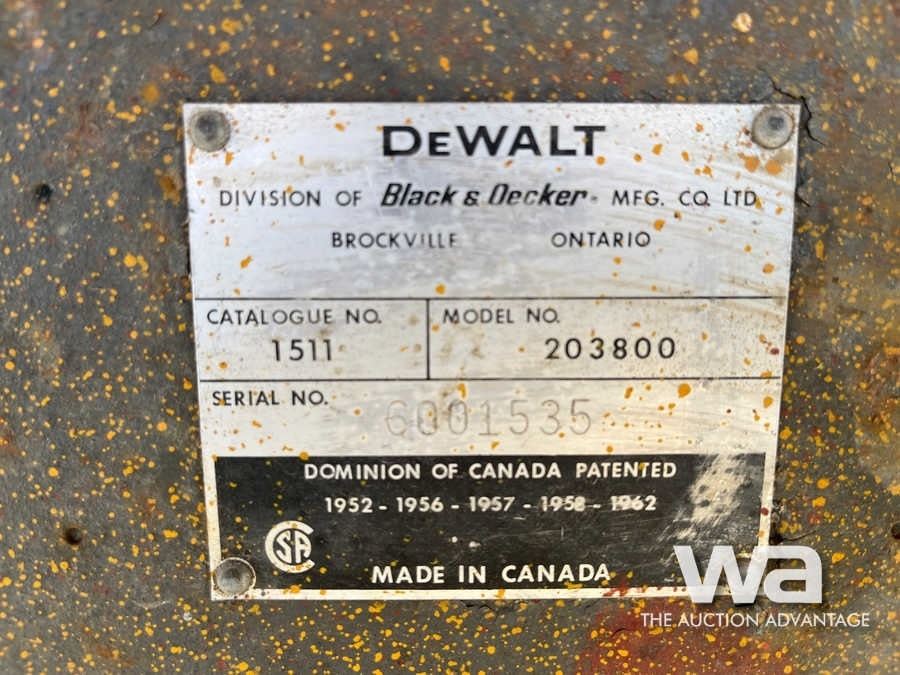 DEWALT
DIVISION OF Black & Decker® MFG. CO. LTD.
BROCKVILLE ONTARIO
CATALOGUE NO. MODEL NO.
1511 203800
SERIAL NO. 6001535
DOMINION OF CANADA PATENTED
1952 - 1956 - 1957 - 1958 - 1962
SA
MADE IN CANADA
wa
THE AUCTION ADVANTAGE